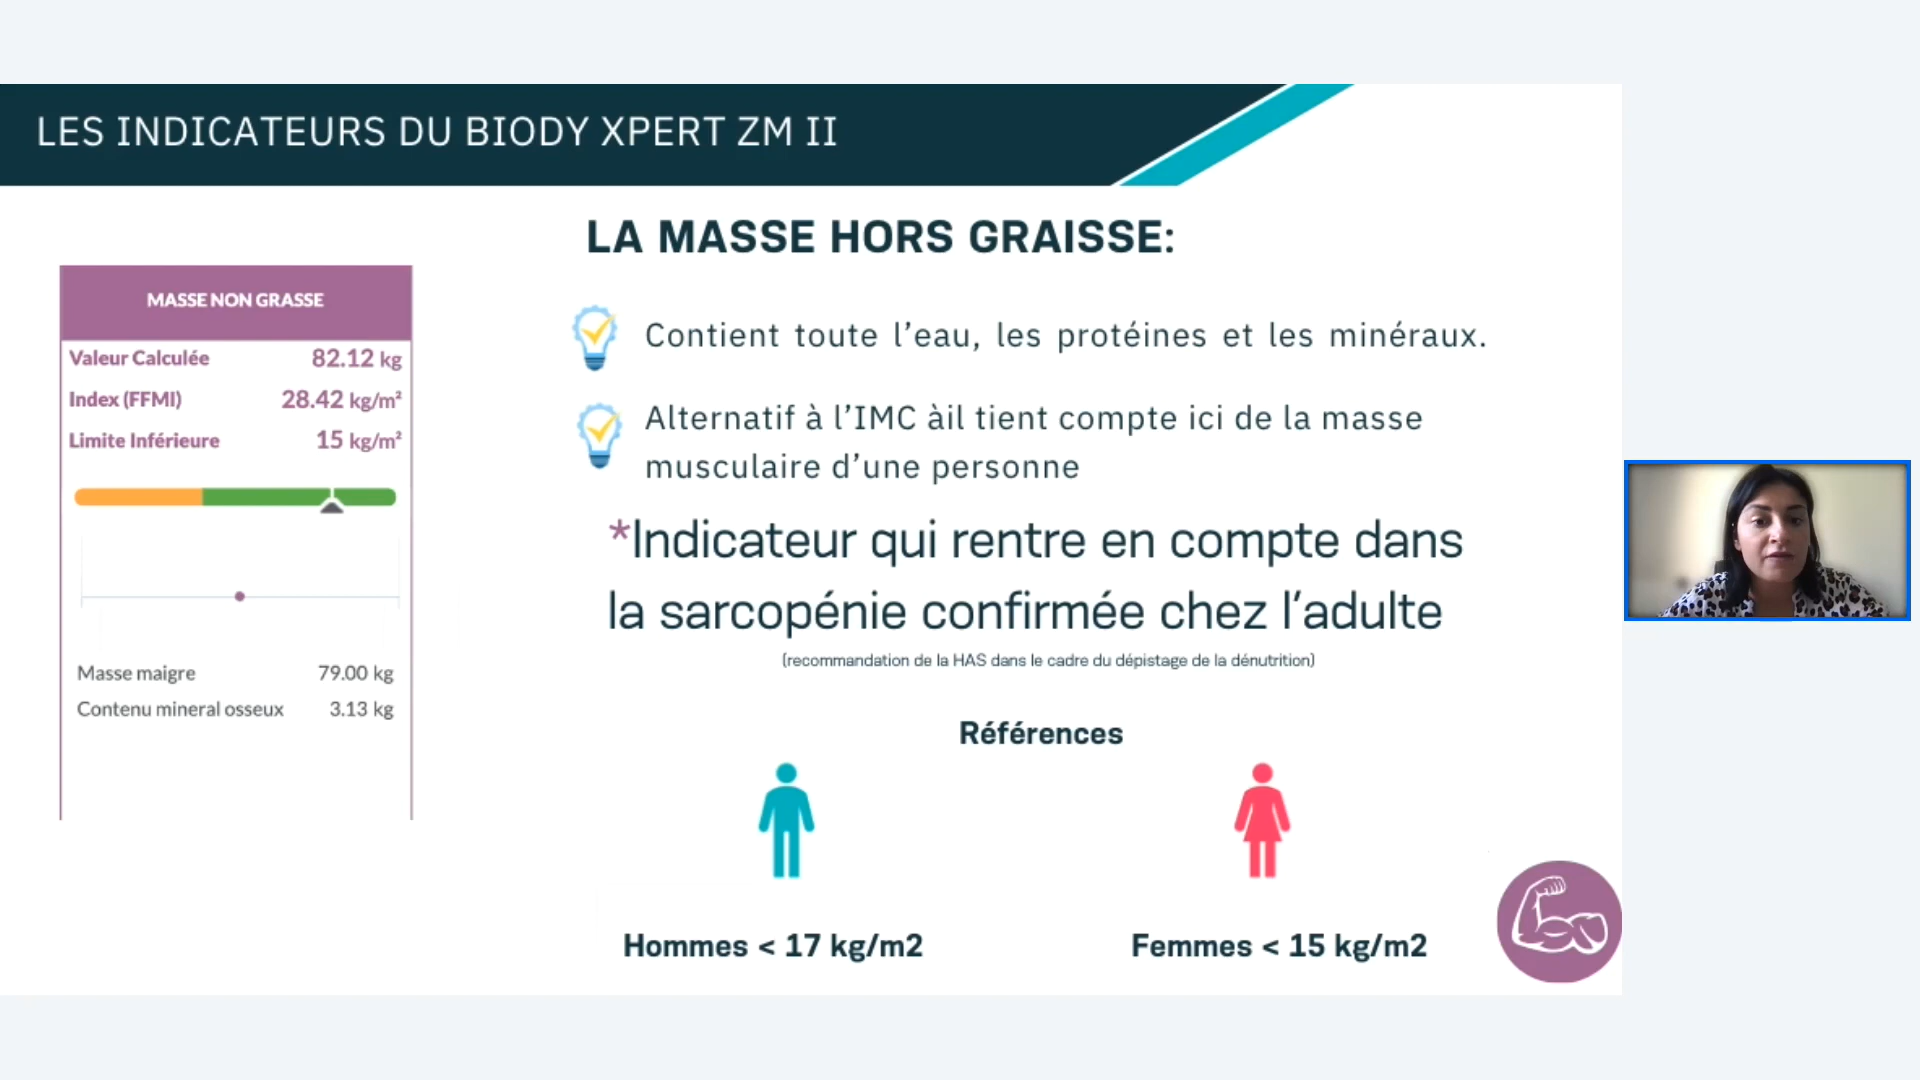 LES INDICATEURS DU BIODY XPERT ZM II
MASSE NON GRASSE
Valeur Calculée 82.12 kg
Index (FFMI) 28.42 kg/m²
Limite Inférieure 15 kg/m²
Masse maigre 79.00 kg
Contenu mineral osseux 3.13 kg
LA MASSE HORS GRAISSE:
Contient toute l’eau, les protéines et les minéraux.
Alternatif à l’IMC àil tient compte ici de la masse
musculaire d’une personne
*Indicateur qui rentre en compte dans
la sarcopénie confirmée chez l’adulte
(recommandation de la HAS dans le cadre du dépistage de la dénutrition)
Références
Hommes < 17 kg/m2
Femmes < 15 kg/m2